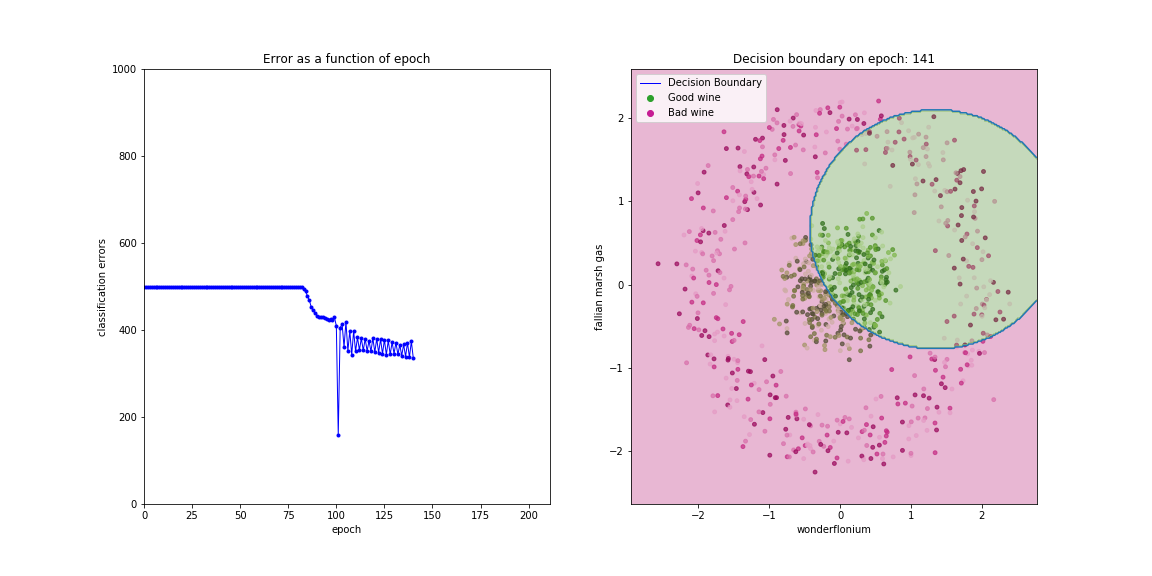 Error as a function of epoch
1000
800
600
400
200
0
classification errors
0 25 50 75 100 125 150 175 200
epoch
Decision boundary on epoch: 141
Decision Boundary
Good wine
Bad wine
2
1
0
−1
−2
fallian marsh gas
−2 −1 0 1 2
wonderflonium